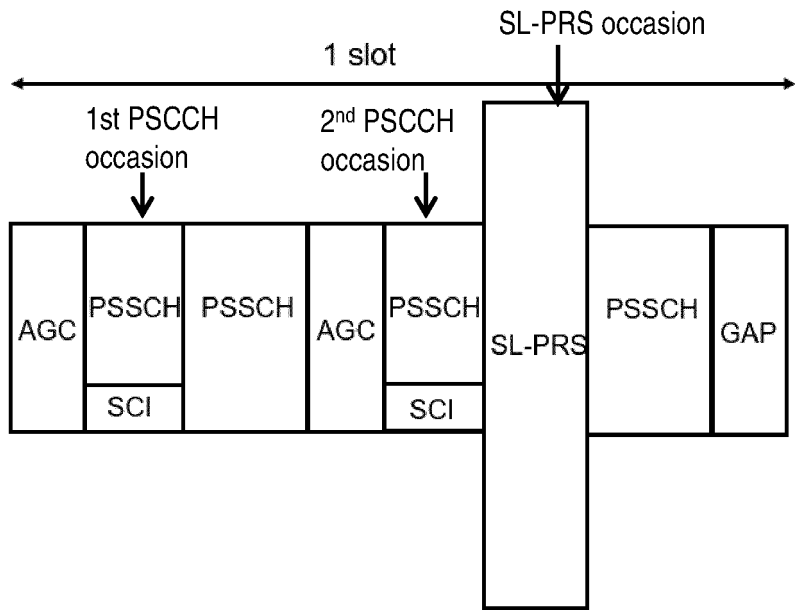 SL-PRS occasion
1 slot
1st PSCCH
occasion
2nd PSCCH
occasion
AGC
PSSCH
SCI
PSSCH
AGC
PSSCH
SCI
SL-PRS
PSSCH
GAP